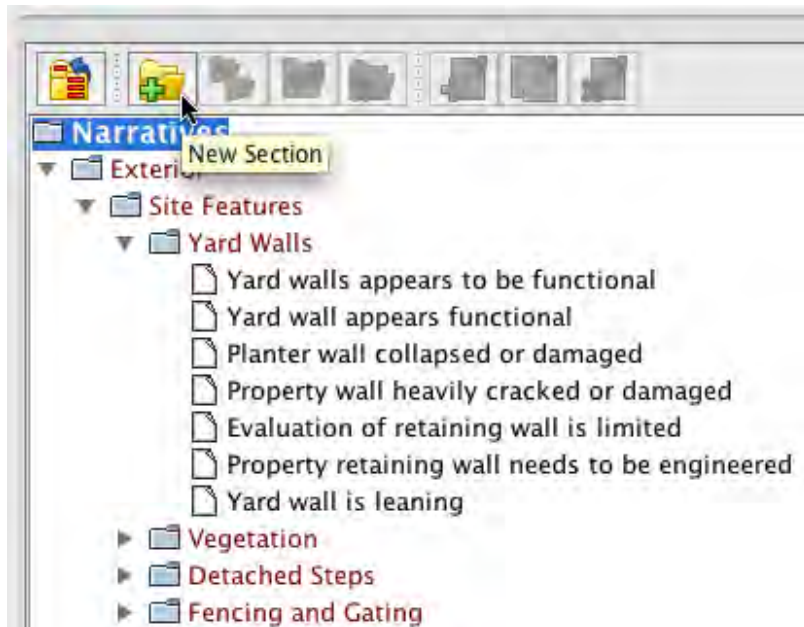 Narratives
New Section
Exterior
Site Features
Yard Walls
Yard walls appears to be functional
Yard wall appears functional
Planter wall collapsed or damaged
Property wall heavily cracked or damaged
Evaluation of retaining wall is limited
Property retaining wall needs to be engineered
Yard wall is leaning
Vegetation
Detached Steps
Fencing and Gating